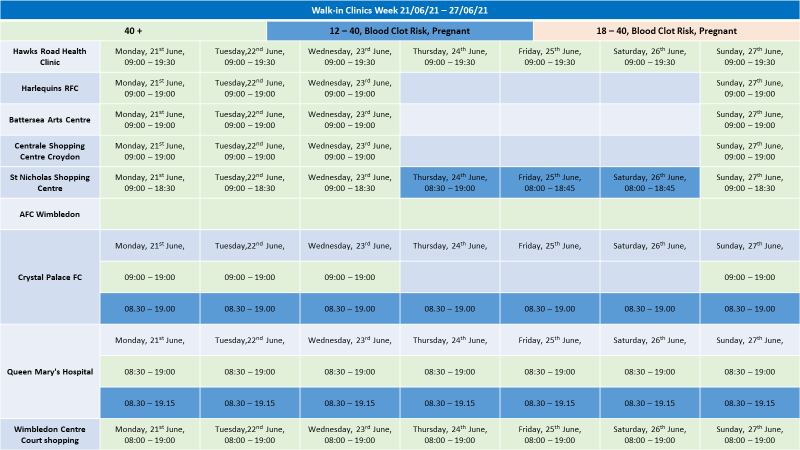 Walk-in Clinics Week 21/06/21 – 27/06/21
40 + 12 – 40, Blood Clot Risk, Pregnant 18 – 40, Blood Clot Risk, Pregnant
Hawks Road Health Clinic
Monday, 21st June, 09:00 – 19:30
Tuesday,22nd June, 09:00 – 19:30
Wednesday, 23rd June, 09:00 – 19:30
Thursday, 24th June, 09:00 – 19:30
Friday, 25th June, 09:00 – 19:30
Saturday, 26th June, 09:00 – 19:30
Sunday, 27th June, 09:00 – 19:30
Harlequins RFC
Monday, 21st June, 09:00 – 19:00
Tuesday,22nd June, 09:00 – 19:00
Wednesday, 23rd June, 09:00 – 19:00
Sunday, 27th June, 09:00 – 19:00
Battersea Arts Centre
Monday, 21st June, 09:00 – 19:00
Tuesday,22nd June, 09:00 – 19:00
Wednesday, 23rd June, 09:00 – 19:00
Sunday, 27th June, 09:00 – 19:00
Centrale Shopping Centre Croydon
Monday, 21st June, 09:00 – 19:00
Tuesday,22nd June, 09:00 – 19:00
Wednesday, 23rd June, 09:00 – 19:00
Sunday, 27th June, 09:00 – 19:00
St Nicholas Shopping Centre
Monday, 21st June, 09:00 – 18:30
Tuesday,22nd June, 09:00 – 18:30
Wednesday, 23rd June, 09:00 – 18:30
Thursday, 24th June, 08:30 – 19:00
Friday, 25th June, 08:00 – 18:45
Saturday, 26th June, 08:00 – 18:45
Sunday, 27th June, 09:00 – 18:30
AFC Wimbledon
Crystal Palace FC
Monday, 21st June, Tuesday,22nd June, Wednesday, 23rd June, Thursday, 24th June, Friday, 25th June, Saturday, 26th June, Sunday, 27th June,
09:00 – 19:00 09:00 – 19:00 09:00 – 19:00 09:00 – 19:00
08.30 – 19.00 08.30 – 19.00 08.30 – 19.00 08.30 – 19.00 08.30 – 19.00 08.30 – 19.00 08.30 – 19.00
Queen Mary's Hospital
Monday, 21st June, Tuesday,22nd June, Wednesday, 23rd June, Thursday, 24th June, Friday, 25th June, Saturday, 26th June, Sunday, 27th June,
08:30 – 19:00 08:30 – 19:00 08:30 – 19:00 08:30 – 19:00 08:30 – 19:00 08:30 – 19:00 08:30 – 19:00
08.30 – 19.15 08.30 – 19.15 08.30 – 19.15 08.30 – 19.15 08.30 – 19.15 08.30 – 19.15 08.30 – 19.15
Wimbledon Centre Court shopping
Monday, 21st June, 08:00 – 19:00
Tuesday,22nd June, 08:00 – 19:00
Wednesday, 23rd June, 08:00 – 19:00
Thursday, 24th June, 08:00 – 19:00
Friday, 25th June, 08:00 – 19:00
Saturday, 26th June, 08:00 – 19:00
Sunday, 27th June, 08:00 – 19:00